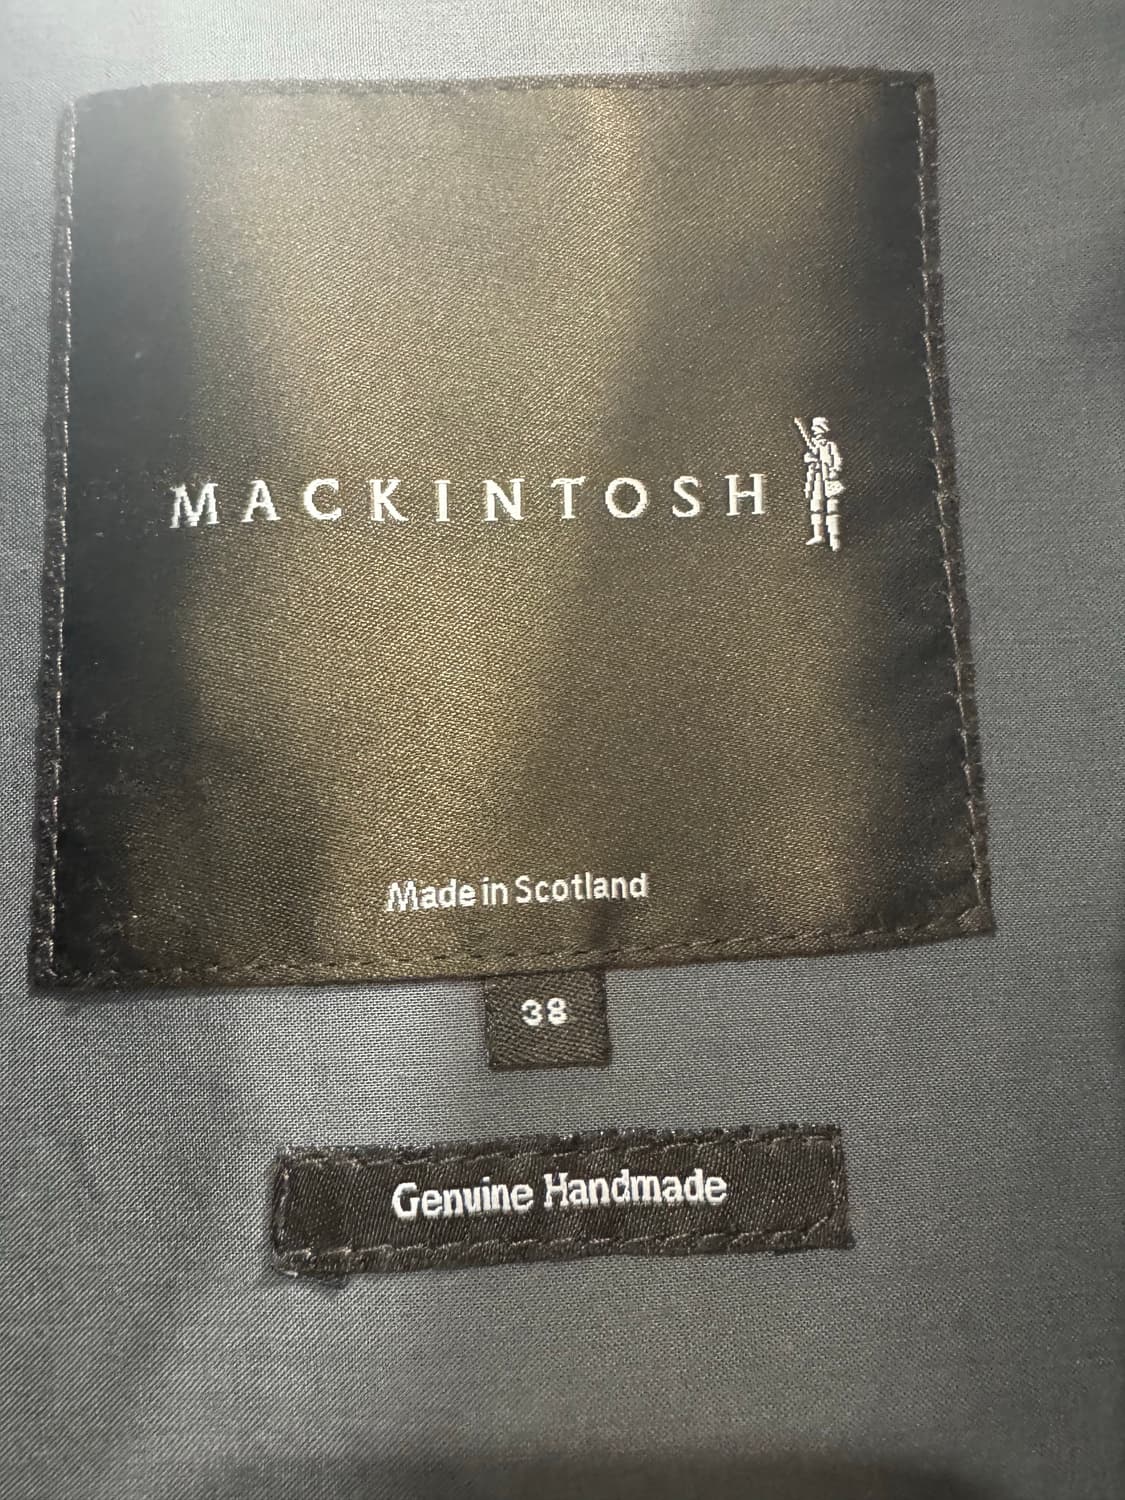 MACKINTOSH
Made in Scotland
38
Genuine Handmade